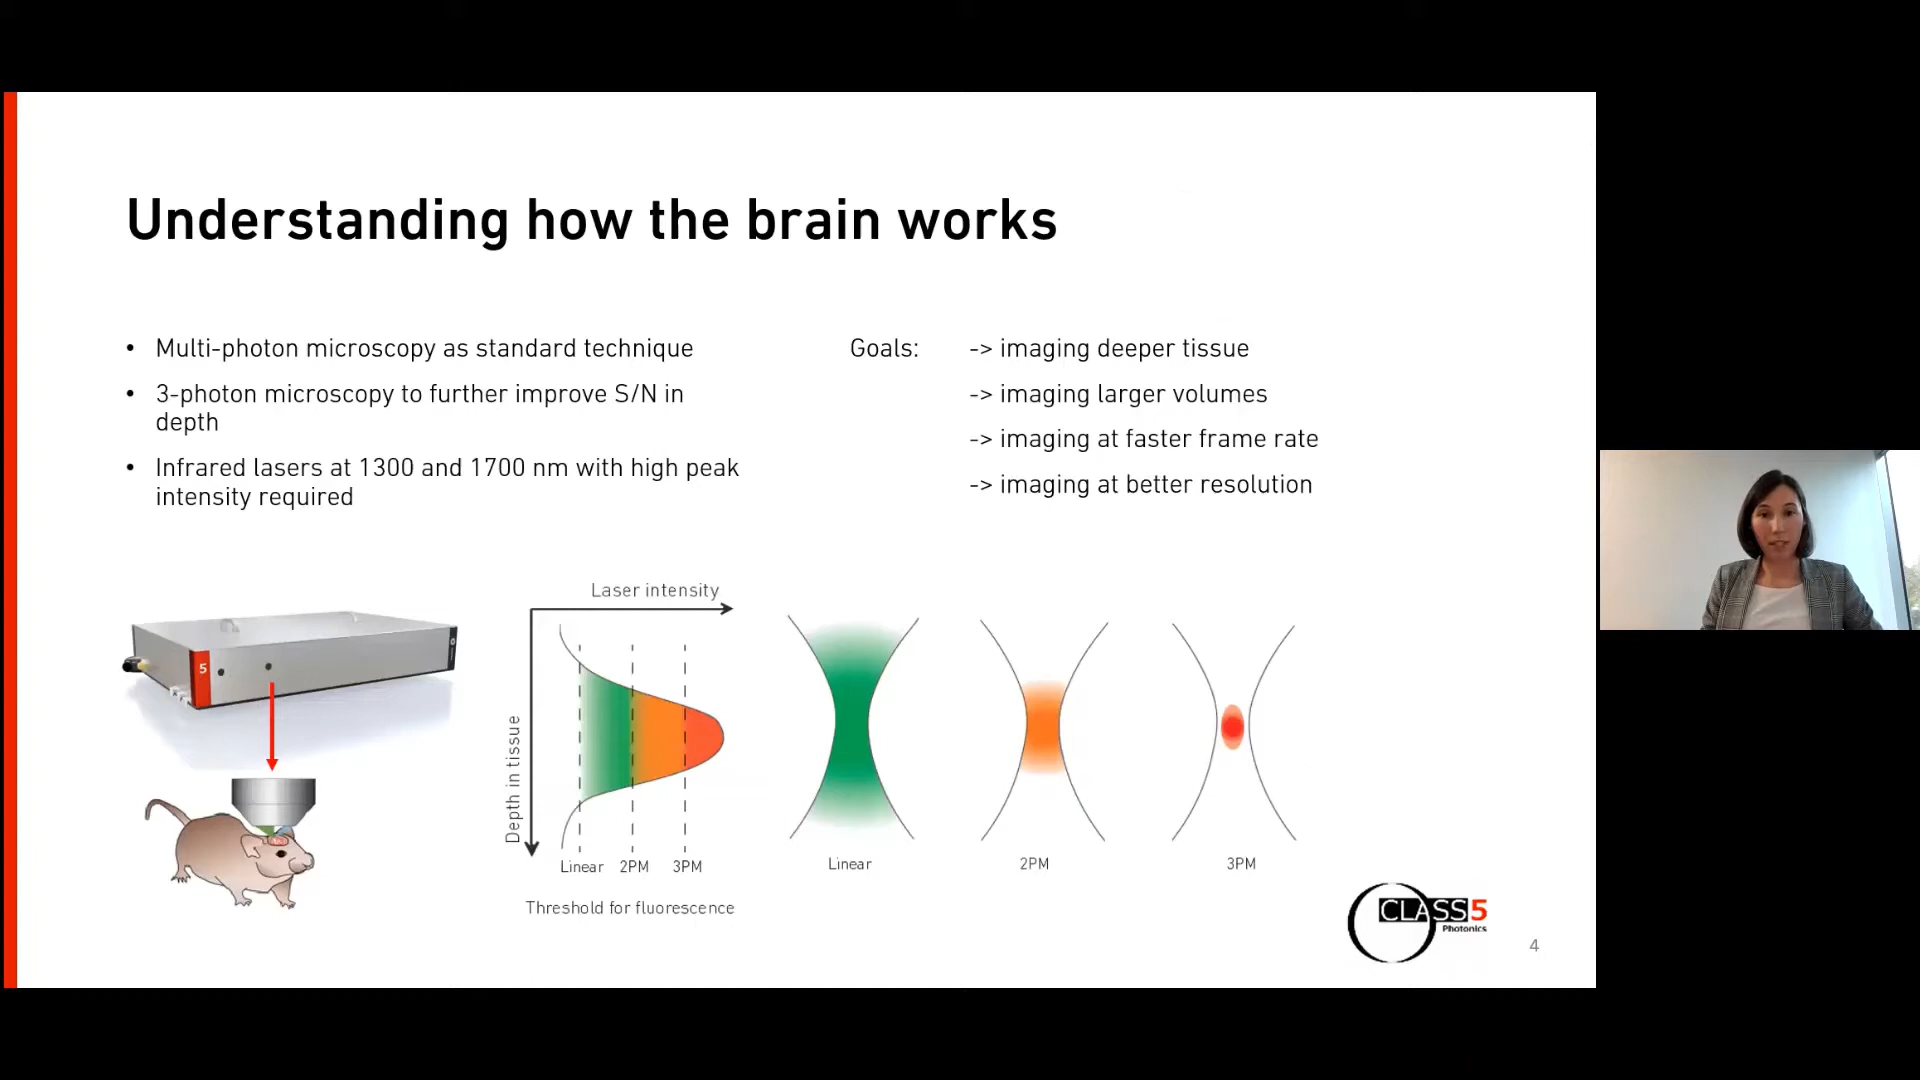 Understanding how the brain works
• Multi-photon microscopy as standard technique
• 3-photon microscopy to further improve S/N in
depth
• Infrared lasers at 1300 and 1700 nm with high peak
intensity required
Goals: -> imaging deeper tissue
-> imaging larger volumes
-> imaging at faster frame rate
-> imaging at better resolution
5
Laser intensity
Depth in tissue
Linear 2PM 3PM
Threshold for fluorescence
Linear
2PM
3PM
CLASS5
Photonics
4